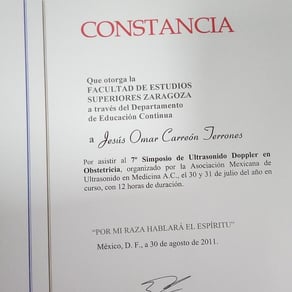 CONSTANCIA
Que otorga la
FACULTAD DE ESTUDIOS
SUPERIORES ZARAGOZA
a través del Departamento
de Educación Continua
a Jesús Omar Carreón Terrones
Por asistir al 7º Simposio de Ultrasonido Doppler en
Obstetricia, organizado por la Asociación Mexicana de
Ultrasonido en Medicina A.C., el 30 y 31 de julio del año en
curso, con 12 horas de duración.
"POR MI RAZA HABLARÁ EL ESPÍRITU"
México, D. F., a 30 de agosto de 2011.